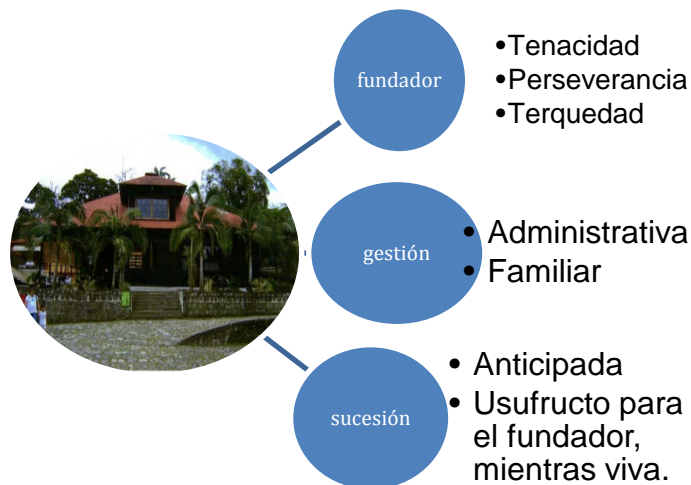 fundador
•Tenacidad
•Perseverancia
•Terquedad
gestión
• Administrativa
• Familiar
sucesión
• Anticipada
• Usufructo para
el fundador,
mientras viva.